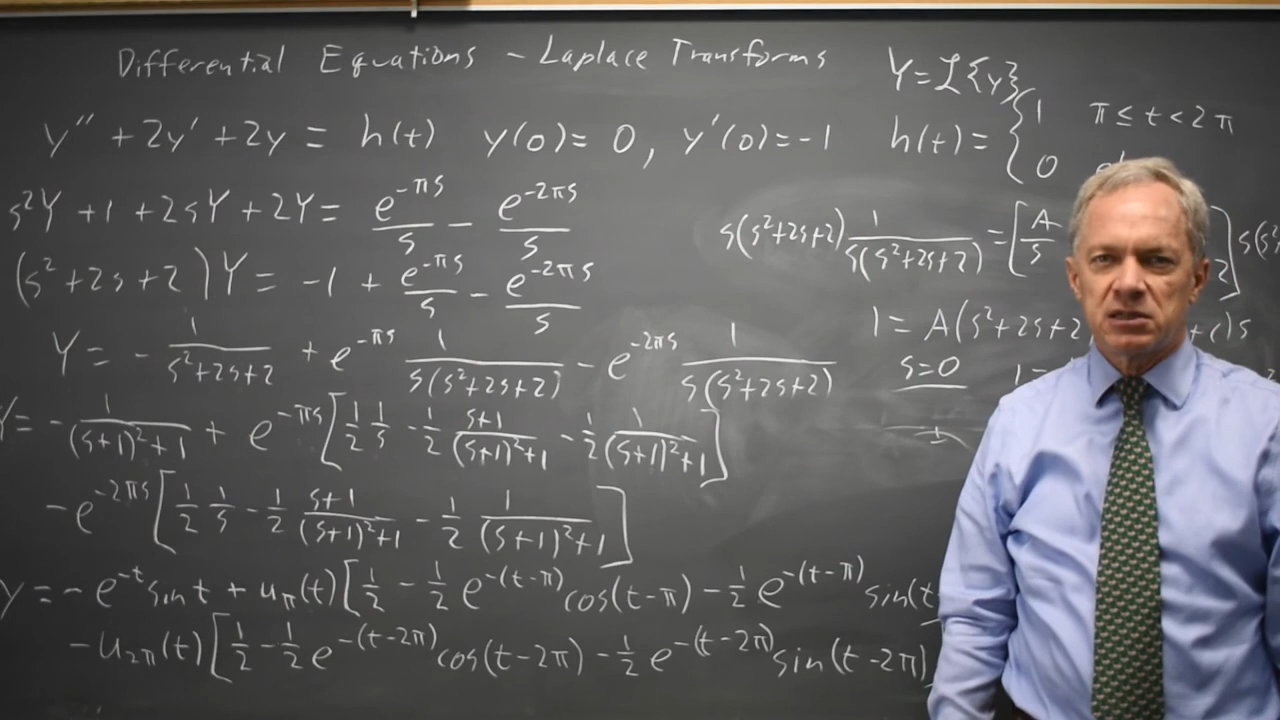 Differential Equations - Laplace Transforms
Y = ℒ{y}
y'' + 2y' + 2y = h(t)   y(0) = 0, y'(0) = -1   h(t) = { 1   π ≤ t < 2π
0
s²Y + 1 + 2sY + 2Y = e^{-πs}/s - e^{-2πs}/s
s(s²+2s+2) 1/(s(s²+2s+2)) = [A/s
(s²+2s+2)Y = -1 + e^{-πs}/s - e^{-2πs}/s
1 = A(s²+2s+2
s=0   1 =
Y = - 1/(s²+2s+2) + e^{-πs} 1/(s(s²+2s+2)) - e^{-2πs} 1/(s(s²+2s+2))
Y = - 1/((s+1)²+1) + e^{-πs}[1/2 1/s - 1/2 (s+1)/((s+1)²+1) - 1/2 1/((s+1)²+1)]
-e^{-2πs}[1/2 1/s - 1/2 (s+1)/((s+1)²+1) - 1/2 1/((s+1)²+1)]
y = -e^{-t} sin t + u_π(t)[1/2 - 1/2 e^{-(t-π)} cos(t-π) - 1/2 e^{-(t-π)} sin(t
-u_{2π}(t)[1/2 - 1/2 e^{-(t-2π)} cos(t-2π) - 1/2 e^{-(t-2π)} sin(t-2π)